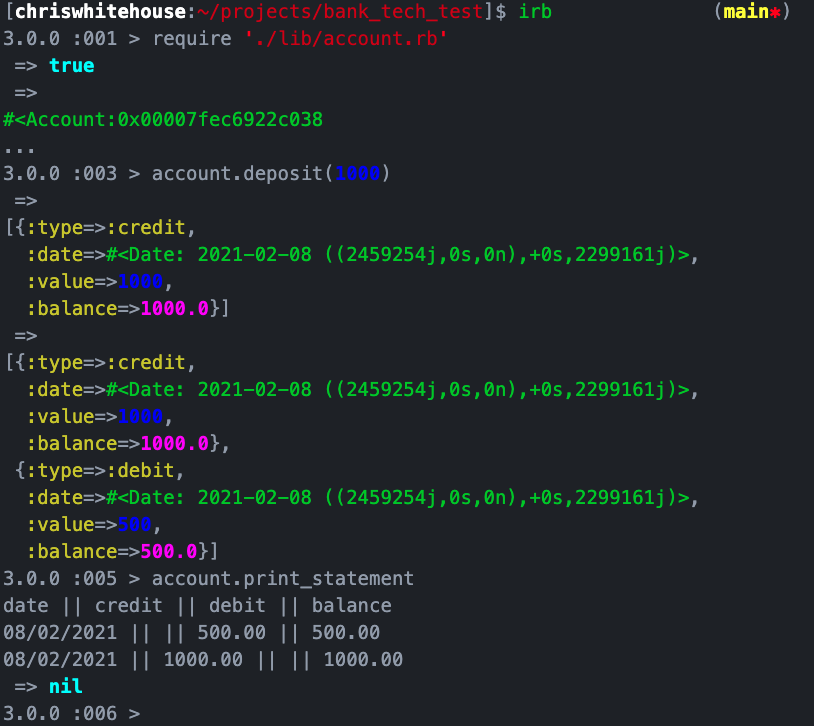 [chriswhitehouse:~/projects/bank_tech_test]$ irb (main*)
3.0.0 :001 > require './lib/account.rb'
 => true
 =>
#<Account:0x00007fec6922c038
...
3.0.0 :003 > account.deposit(1000)
 =>
[{:type=>:credit,
  :date=>#<Date: 2021-02-08 ((2459254j,0s,0n),+0s,2299161j)>,
  :value=>1000,
  :balance=>1000.0}]
 =>
[{:type=>:credit,
  :date=>#<Date: 2021-02-08 ((2459254j,0s,0n),+0s,2299161j)>,
  :value=>1000,
  :balance=>1000.0},
 {:type=>:debit,
  :date=>#<Date: 2021-02-08 ((2459254j,0s,0n),+0s,2299161j)>,
  :value=>500,
  :balance=>500.0}]
3.0.0 :005 > account.print_statement
date || credit || debit || balance
08/02/2021 || || 500.00 || 500.00
08/02/2021 || 1000.00 || || 1000.00
 => nil
3.0.0 :006 >